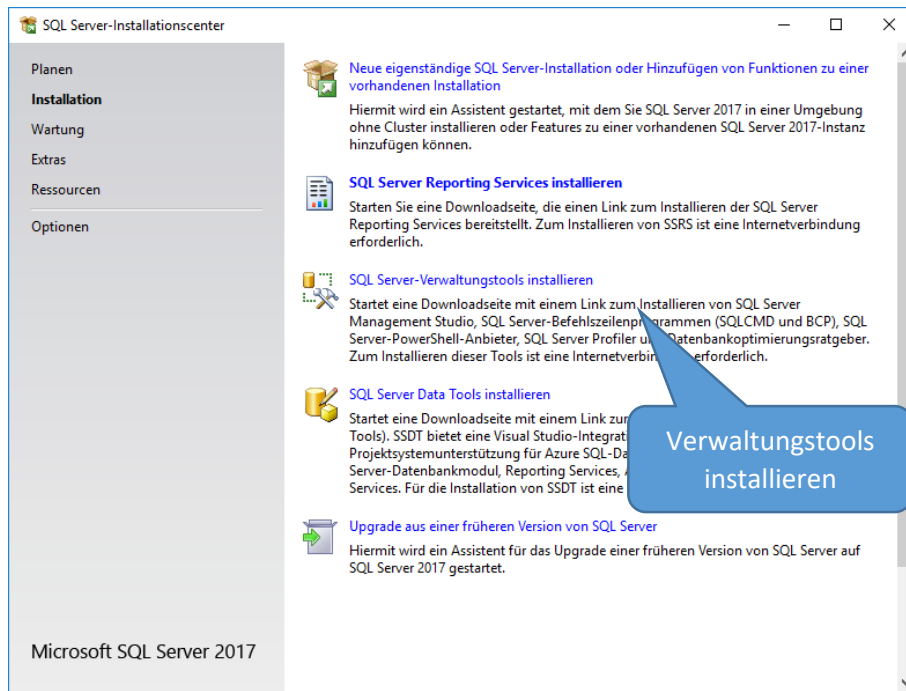 SQL Server-Installationscenter
Planen
Installation
Wartung
Extras
Ressourcen
Optionen
Microsoft SQL Server 2017
Neue eigenständige SQL Server-Installation oder Hinzufügen von Funktionen zu einer
vorhandenen Installation
Hiermit wird ein Assistent gestartet, mit dem Sie SQL Server 2017 in einer Umgebung
ohne Cluster installieren oder Features zu einer vorhandenen SQL Server 2017-Instanz
hinzufügen können.
SQL Server Reporting Services installieren
Starten Sie eine Downloadseite, die einen Link zum Installieren der SQL Server
Reporting Services bereitstellt. Zum Installieren von SSRS ist eine Internetverbindung
erforderlich.
SQL Server-Verwaltungstools installieren
Startet eine Downloadseite mit einem Link zum Installieren von SQL Server
Management Studio, SQL Server-Befehlszeilenprogrammen (SQLCMD und BCP), SQL
Server-PowerShell-Anbieter, SQL Server Profiler u Datenbankoptimierungsratgeber.
Zum Installieren dieser Tools ist eine Internetverbin erforderlich.
SQL Server Data Tools installieren
Startet eine Downloadseite mit einem Link zur
Tools). SSDT bietet eine Visual Studio-Integrati
Projektsystemunterstützung für Azure SQL-Da
Server-Datenbankmodul, Reporting Services,
Services. Für die Installation von SSDT ist eine
Verwaltungstools
installieren
Upgrade aus einer früheren Version von SQL Server
Hiermit wird ein Assistent für das Upgrade einer früheren Version von SQL Server auf
SQL Server 2017 gestartet.